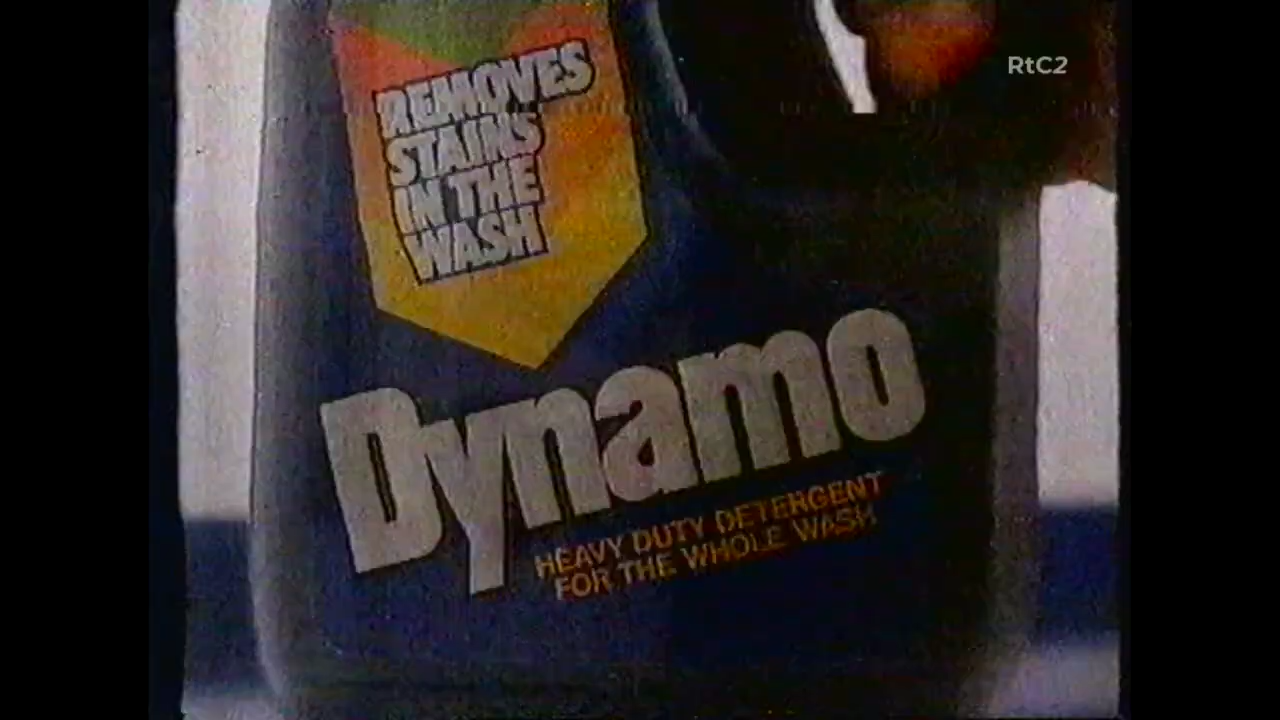 RtC2
REMOVES
STAINS
IN THE
WASH
Dynamo
HEAVY DUTY DETERGENT
FOR THE WHOLE WASH